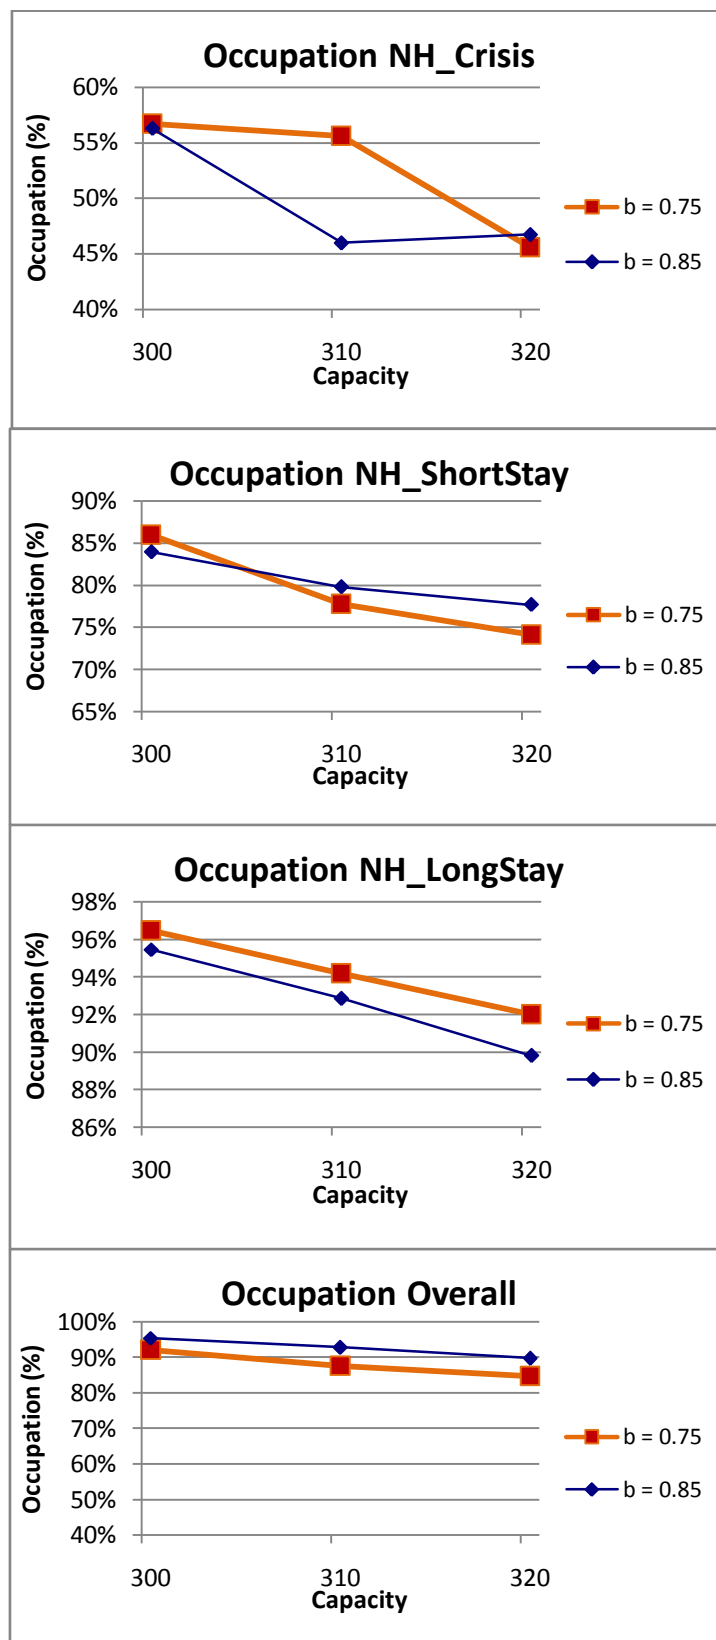 Occupation NH_Crisis
Occupation (%)
60%
55%
50%
45%
40%
300
310
320
Capacity
b = 0.75
b = 0.85
Occupation NH_ShortStay
Occupation (%)
90%
85%
80%
75%
70%
65%
300
310
320
Capacity
b = 0.75
b = 0.85
Occupation NH_LongStay
Occupation (%)
98%
96%
94%
92%
90%
88%
86%
300
310
320
Capacity
b = 0.75
b = 0.85
Occupation Overall
Occupation (%)
100%
90%
80%
70%
60%
50%
40%
300
310
320
b = 0.75
b = 0.85